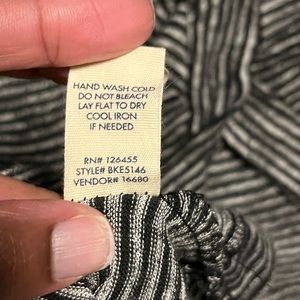 HAND WASH COLD
DO NOT BLEACH
LAY FLAT TO DRY
COOL IRON
IF NEEDED
RN# 126455
STYLE# BKE5146
VENDOR# 16680